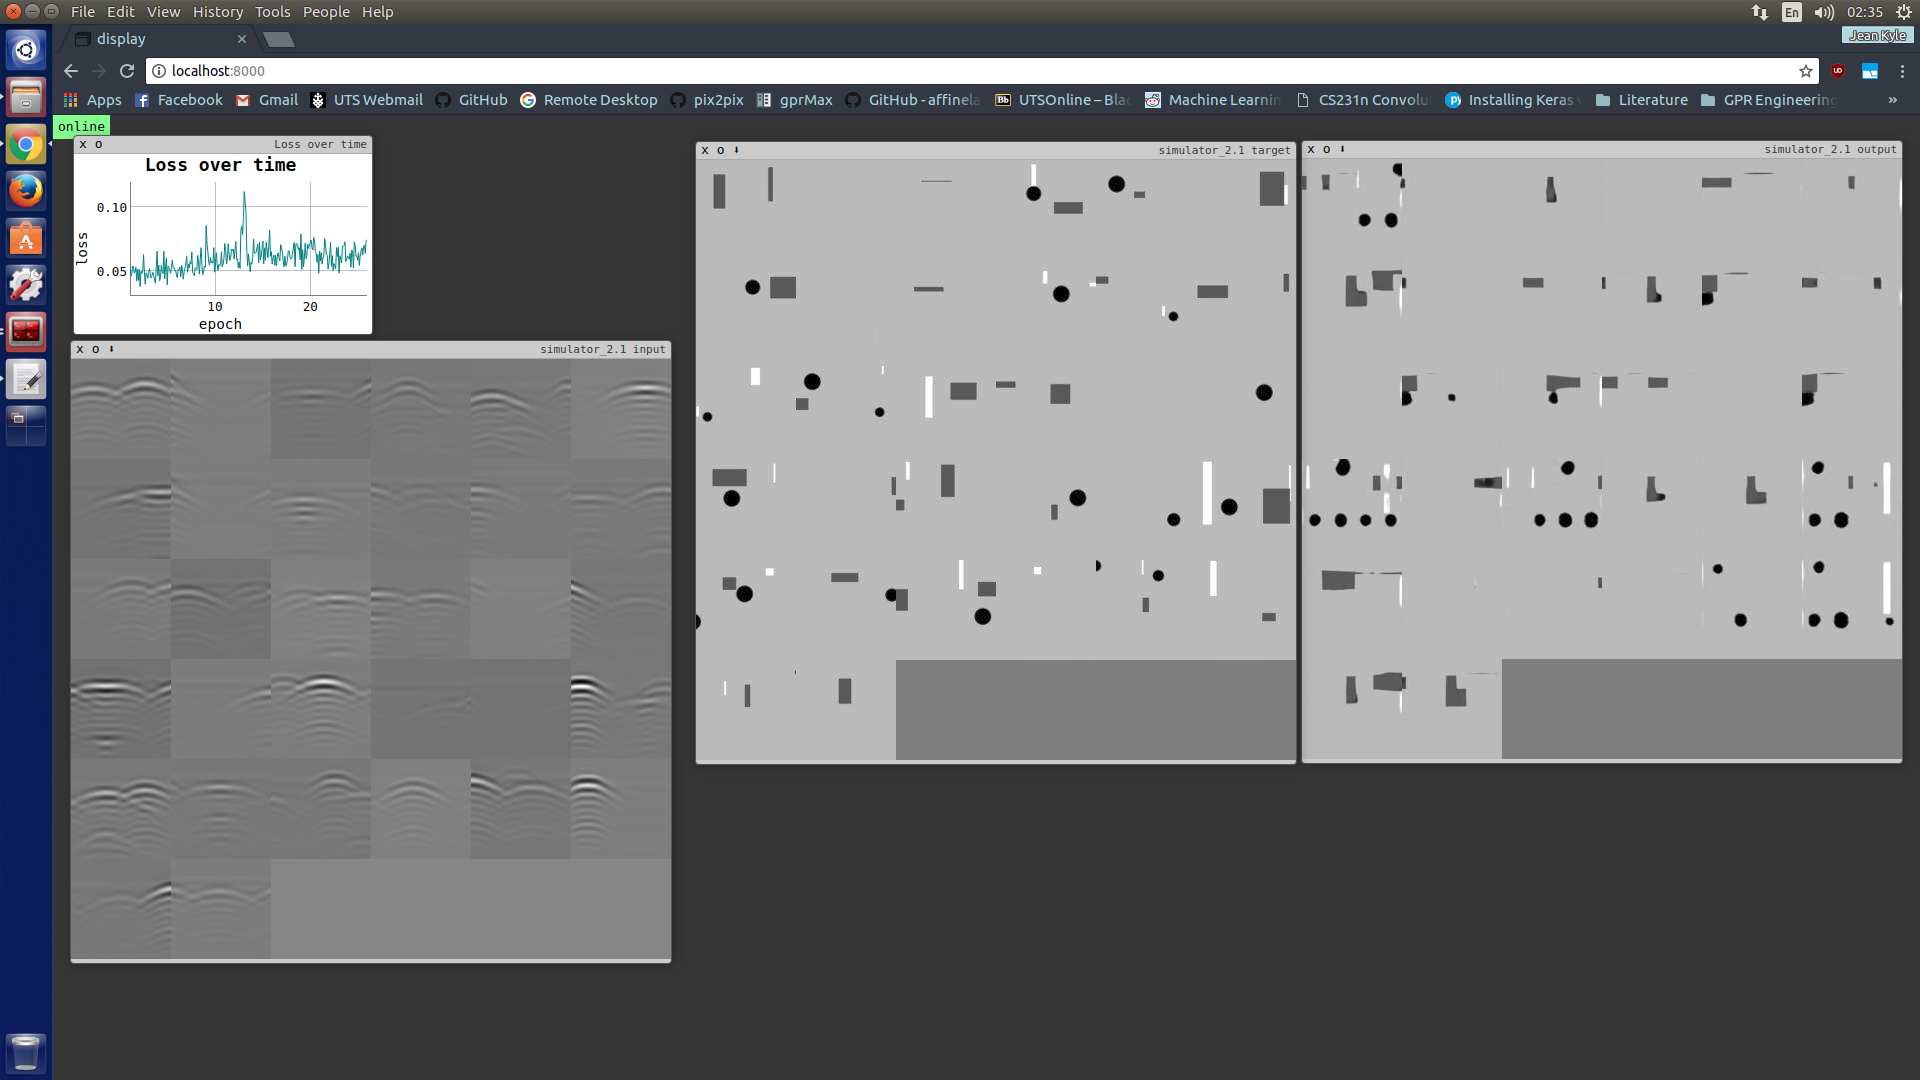 File Edit View History Tools People Help
En
02:35
display
Jean Kyle
localhost:8000
Apps Facebook Gmail UTS Webmail GitHub Remote Desktop pix2pix gprMax GitHub - affinela UTSOnline – Blac Machine Learnin CS231n Convolu Installing Keras Literature GPR Engineering »
online
x o Loss over time
Loss over time
0.10
0.05
loss
10 20
epoch
x o simulator_2.1 input
x o simulator_2.1 target
x o simulator_2.1 output